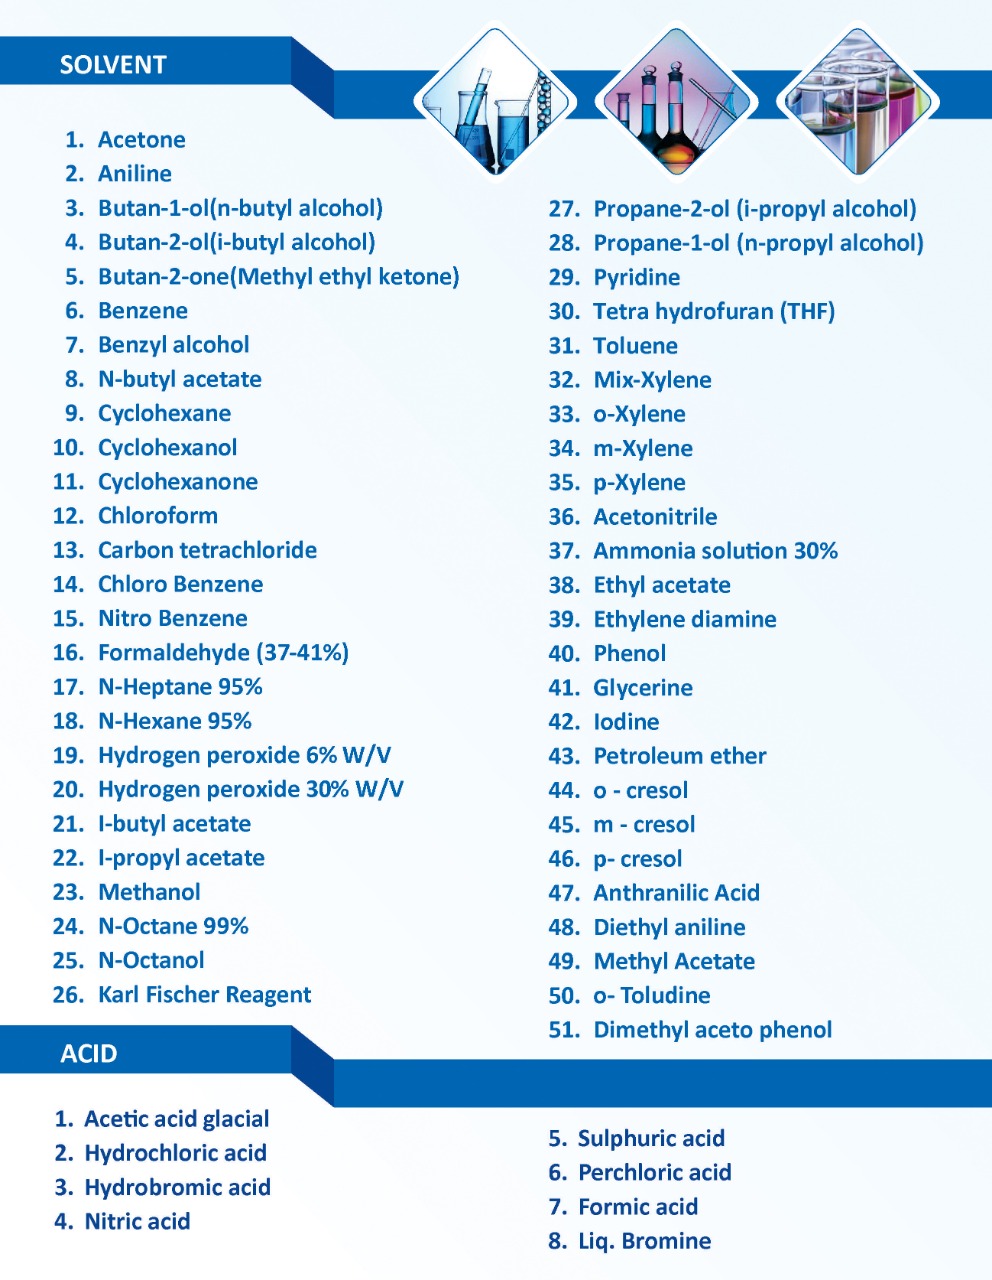 SOLVENT
1. Acetone
2. Aniline
3. Butan-1-ol(n-butyl alcohol)
4. Butan-2-ol(i-butyl alcohol)
5. Butan-2-one(Methyl ethyl ketone)
6. Benzene
7. Benzyl alcohol
8. N-butyl acetate
9. Cyclohexane
10. Cyclohexanol
11. Cyclohexanone
12. Chloroform
13. Carbon tetrachloride
14. Chloro Benzene
15. Nitro Benzene
16. Formaldehyde (37-41%)
17. N-Heptane 95%
18. N-Hexane 95%
19. Hydrogen peroxide 6% W/V
20. Hydrogen peroxide 30% W/V
21. I-butyl acetate
22. I-propyl acetate
23. Methanol
24. N-Octane 99%
25. N-Octanol
26. Karl Fischer Reagent
27. Propane-2-ol (i-propyl alcohol)
28. Propane-1-ol (n-propyl alcohol)
29. Pyridine
30. Tetra hydrofuran (THF)
31. Toluene
32. Mix-Xylene
33. o-Xylene
34. m-Xylene
35. p-Xylene
36. Acetonitrile
37. Ammonia solution 30%
38. Ethyl acetate
39. Ethylene diamine
40. Phenol
41. Glycerine
42. Iodine
43. Petroleum ether
44. o - cresol
45. m - cresol
46. p- cresol
47. Anthranilic Acid
48. Diethyl aniline
49. Methyl Acetate
50. o- Toludine
51. Dimethyl aceto phenol
ACID
1. Acetic acid glacial
2. Hydrochloric acid
3. Hydrobromic acid
4. Nitric acid
5. Sulphuric acid
6. Perchloric acid
7. Formic acid
8. Liq. Bromine